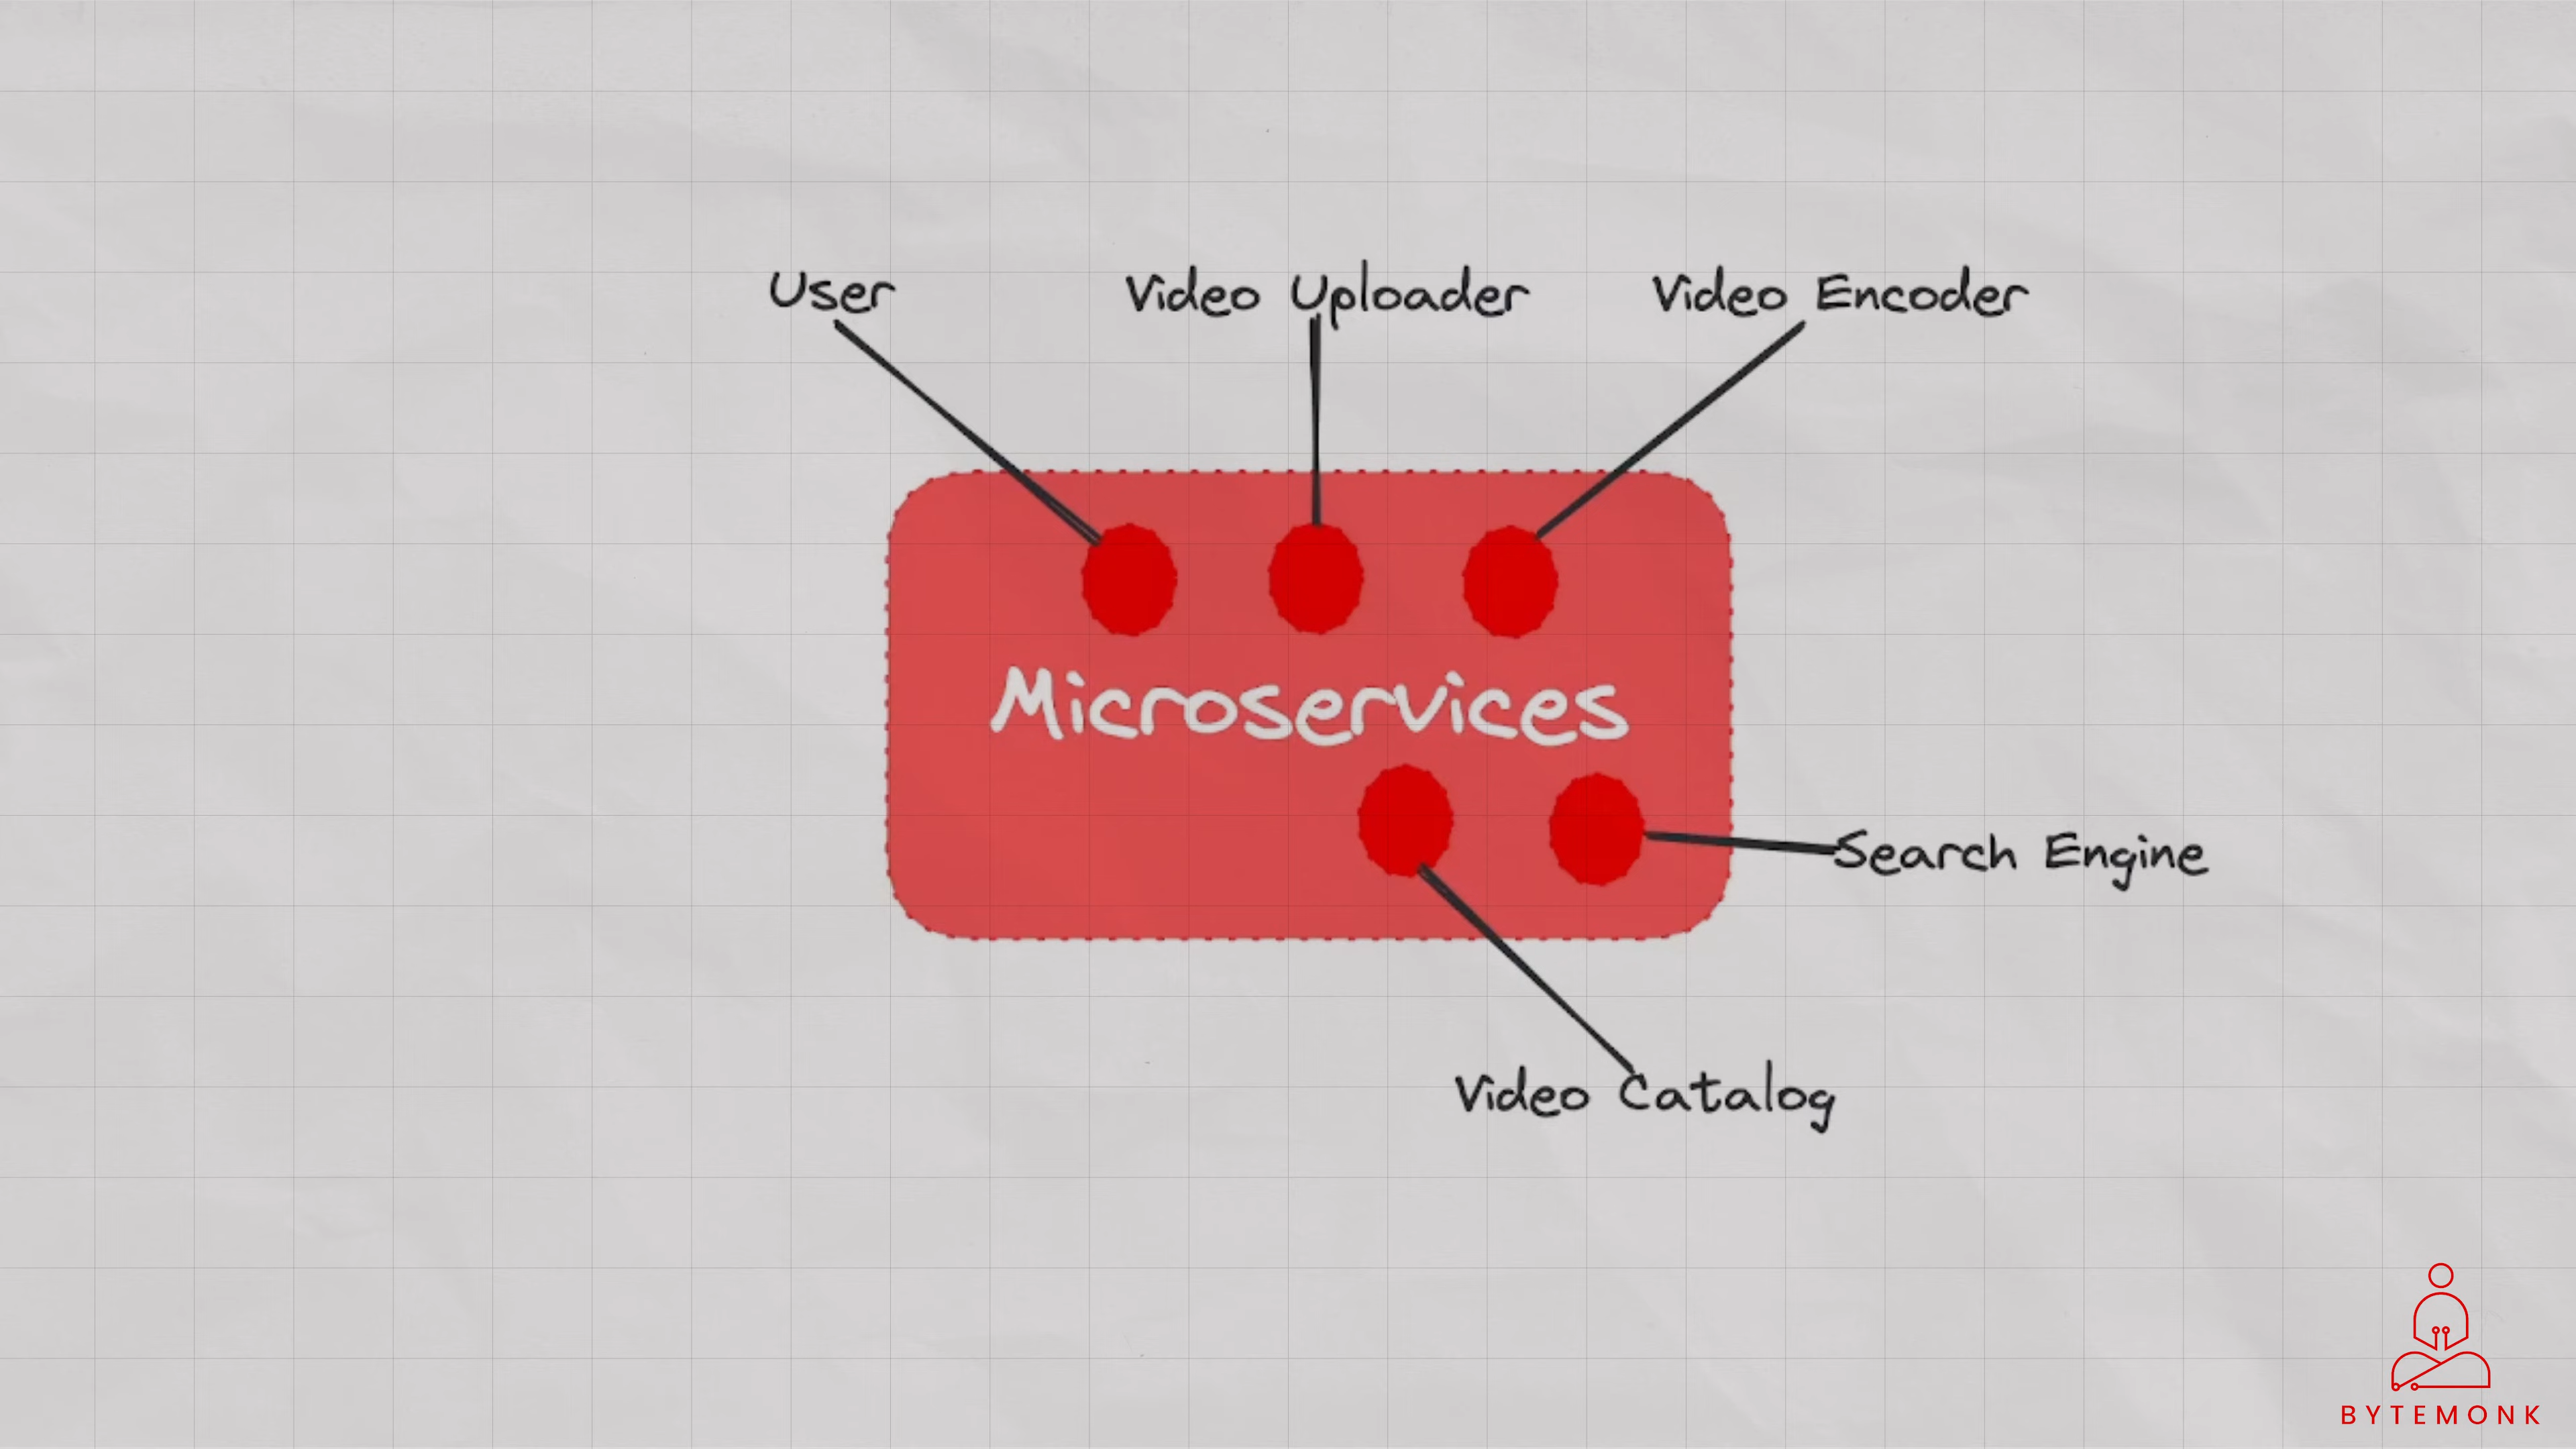 User
Video Uploader
Video Encoder
Microservices
Search Engine
Video Catalog
BYTEMONK